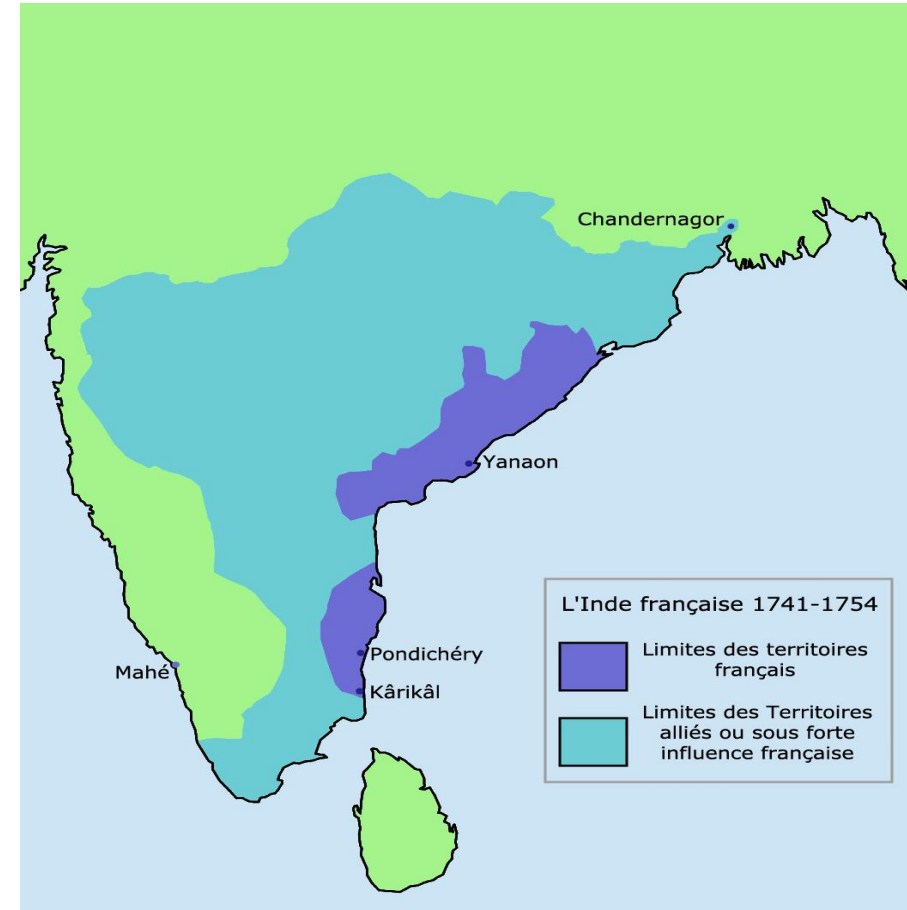 Chandernagor
Yanaon
L'Inde française 1741-1754
Limites des territoires
français
Limites des Territoires
alliés ou sous forte
influence française
Pondichéry
Mahé
Kârikâl